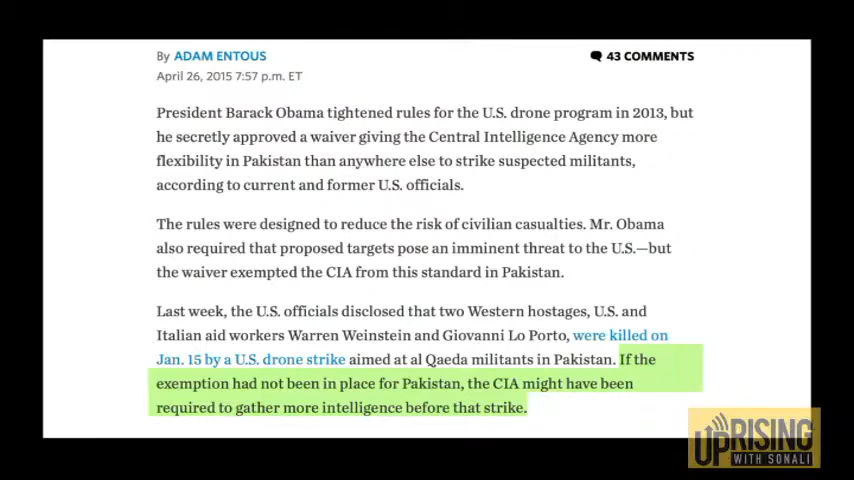 By ADAM ENTOUS
43 COMMENTS
April 26, 2015 7:57 p.m. ET
President Barack Obama tightened rules for the U.S. drone program in 2013, but
he secretly approved a waiver giving the Central Intelligence Agency more
flexibility in Pakistan than anywhere else to strike suspected militants,
according to current and former U.S. officials.
The rules were designed to reduce the risk of civilian casualties. Mr. Obama
also required that proposed targets pose an imminent threat to the U.S.—but
the waiver exempted the CIA from this standard in Pakistan.
Last week, the U.S. officials disclosed that two Western hostages, U.S. and
Italian aid workers Warren Weinstein and Giovanni Lo Porto, were killed on
Jan. 15 by a U.S. drone strike aimed at al Qaeda militants in Pakistan. If the
exemption had not been in place for Pakistan, the CIA might have been
required to gather more intelligence before that strike.
UPRISING
WITH SONALI